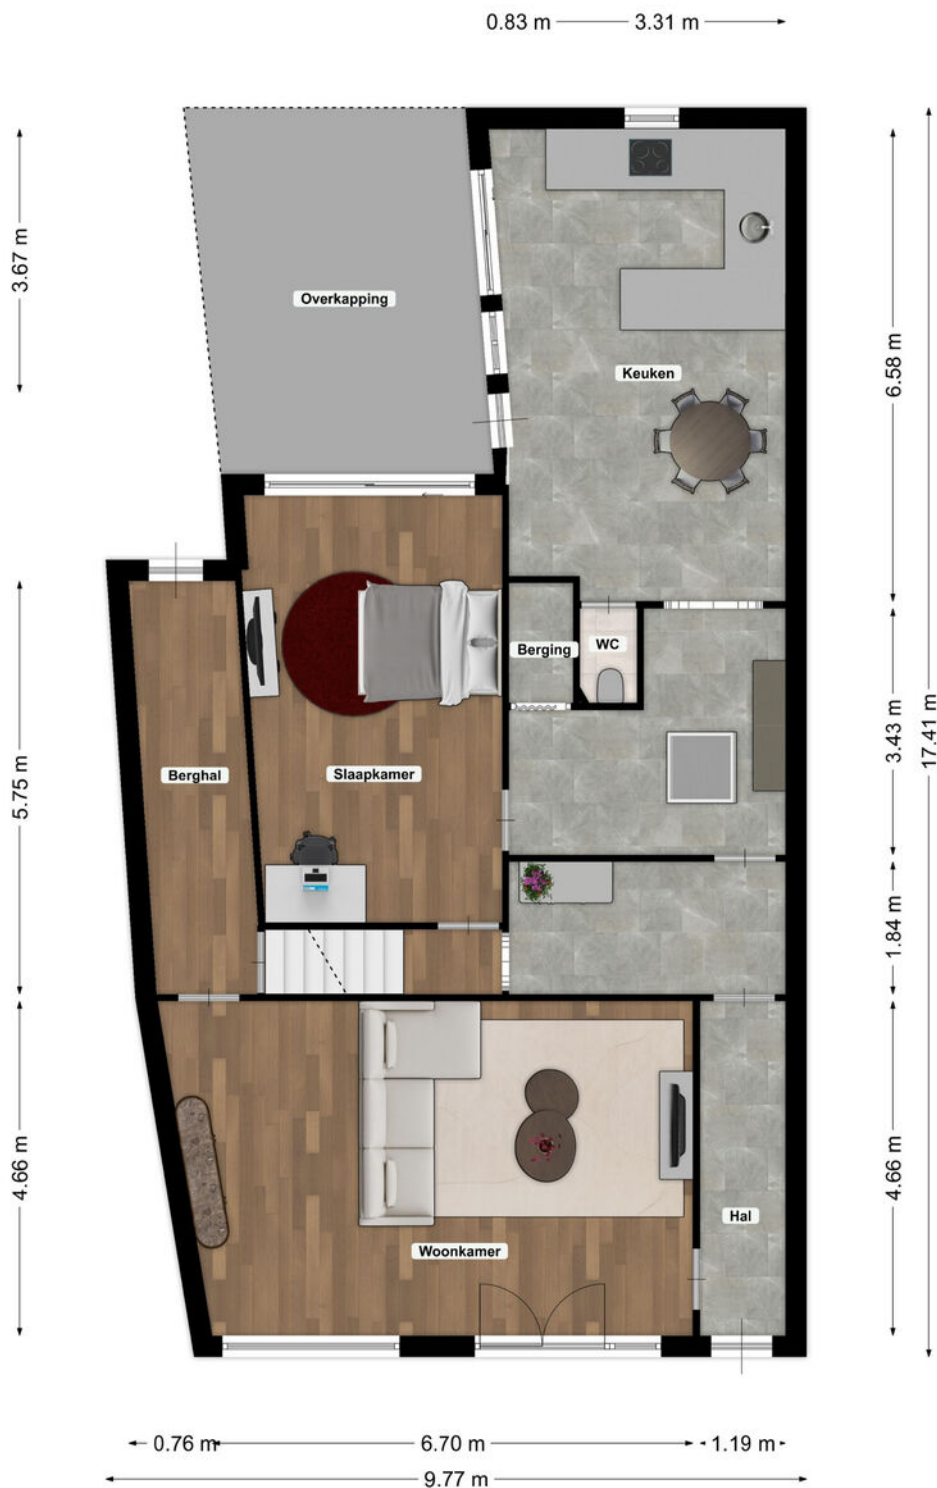 0.83 m
3.31 m
3.67 m
Overkapping
Keuken
6.58 m
Berging
WC
Berghal
Slaapkamer
5.75 m
3.43 m
17.41 m
1.84 m
4.66 m
4.66 m
Hal
Woonkamer
0.76 m
6.70 m
1.19 m
9.77 m